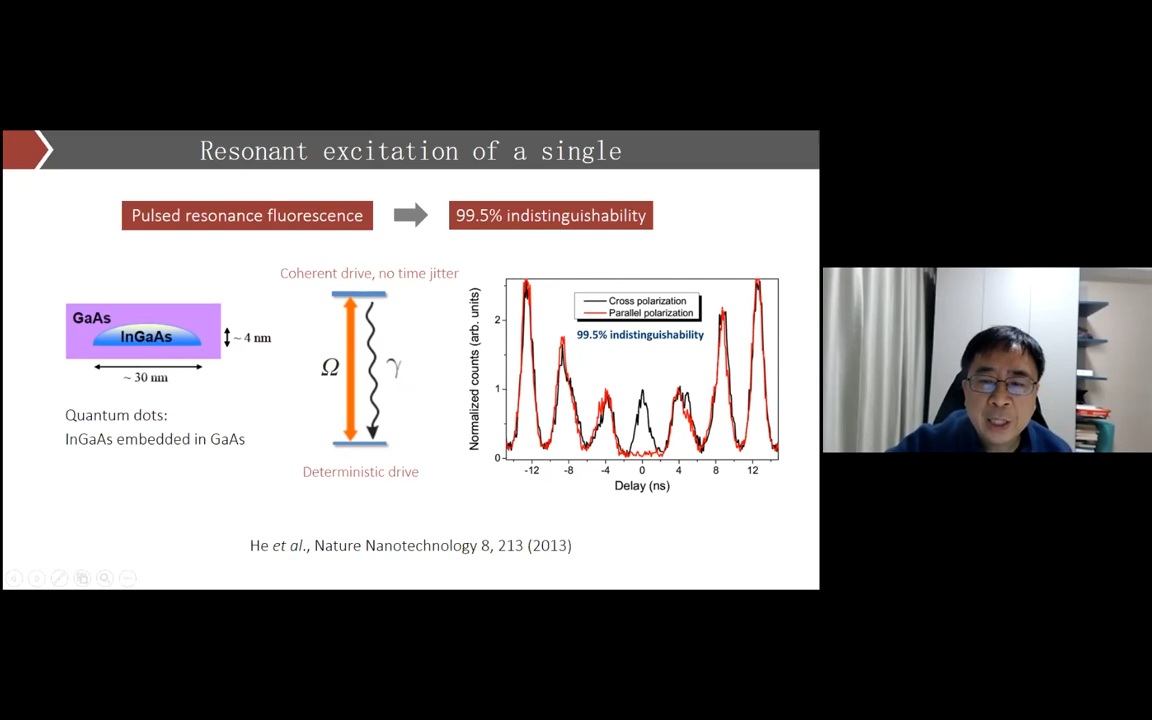 Resonant excitation of a single
Pulsed resonance fluorescence
99.5% indistinguishability
Coherent drive, no time jitter
GaAs
InGaAs
~ 4 nm
~ 30 nm
Quantum dots:
InGaAs embedded in GaAs
Ω
γ
Deterministic drive
Normalized counts (arb. units)
2
1
0
Cross polarization
Parallel polarization
99.5% indistinguishability
-12 -8 -4 0 4 8 12
Delay (ns)
He et al., Nature Nanotechnology 8, 213 (2013)